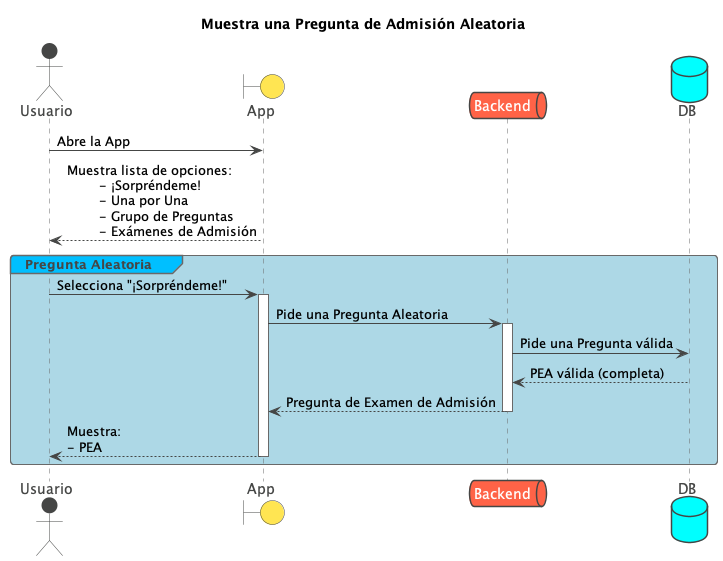 Muestra una Pregunta de Admisión Aleatoria
Usuario
App
Backend
DB
Abre la App
Muestra lista de opciones:
- ¡Sorpréndeme!
- Una por Una
- Grupo de Preguntas
- Exámenes de Admisión
Pregunta Aleatoria
Selecciona "¡Sorpréndeme!"
Pide una Pregunta Aleatoria
Pide una Pregunta válida
PEA válida (completa)
Pregunta de Examen de Admisión
Muestra:
- PEA
Usuario
App
Backend
DB